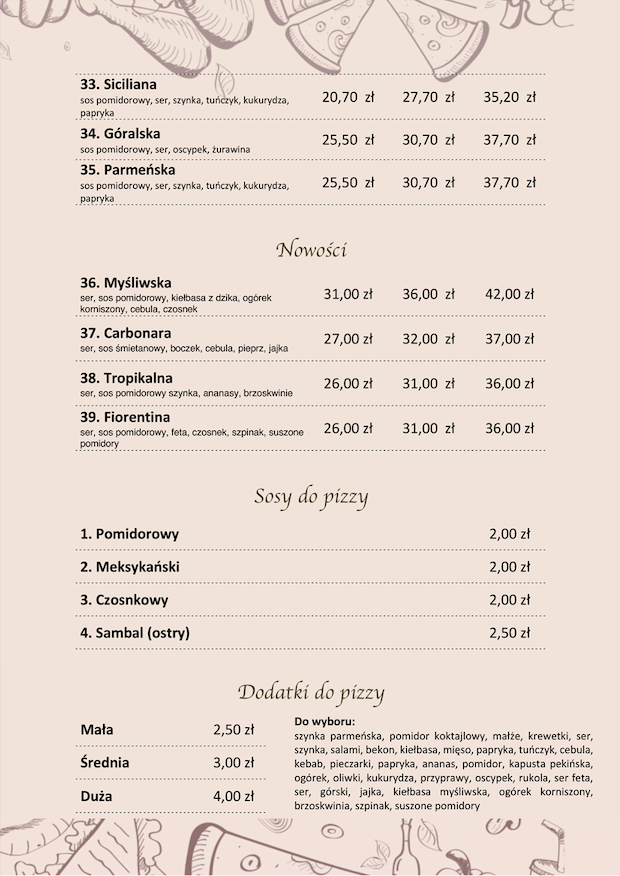 33. Siciliana
sos pomidorowy, ser, szynka, tuńczyk, kukurydza,
papryka
20,70 zł 27,70 zł 35,20 zł
34. Góralska
sos pomidorowy, ser, oscypek, żurawina
25,50 zł 30,70 zł 37,70 zł
35. Parmeńska
sos pomidorowy, ser, szynka, tuńczyk, kukurydza,
papryka
25,50 zł 30,70 zł 37,70 zł
Nowości
36. Myśliwska
ser, sos pomidorowy, kiełbasa z dzika, ogórek
korniszony, cebula, czosnek
31,00 zł 36,00 zł 42,00 zł
37. Carbonara
ser, sos śmietanowy, boczek, cebula, pieprz, jajka
27,00 zł 32,00 zł 37,00 zł
38. Tropikalna
ser, sos pomidorowy szynka, ananasy, brzoskwinie
26,00 zł 31,00 zł 36,00 zł
39. Fiorentina
ser, sos pomidorowy, feta, czosnek, szpinak, suszone
pomidory
26,00 zł 31,00 zł 36,00 zł
Sosy do pizzy
1. Pomidorowy 2,00 zł
2. Meksykański 2,00 zł
3. Czosnkowy 2,00 zł
4. Sambal (ostry) 2,50 zł
Dodatki do pizzy
Mała 2,50 zł
Średnia 3,00 zł
Duża 4,00 zł
Do wyboru:
szynka parmeńska, pomidor koktajlowy, małże, krewetki, ser,
szynka, salami, bekon, kiełbasa, mięso, papryka, tuńczyk, cebula,
kebab, pieczarki, papryka, ananas, pomidor, kapusta pekińska,
ogórek, oliwki, kukurydza, przyprawy, oscypek, rukola, ser feta,
ser, górski, jajka, kiełbasa myśliwska, ogórek korniszony,
brzoskwinia, szpinak, suszone pomidory